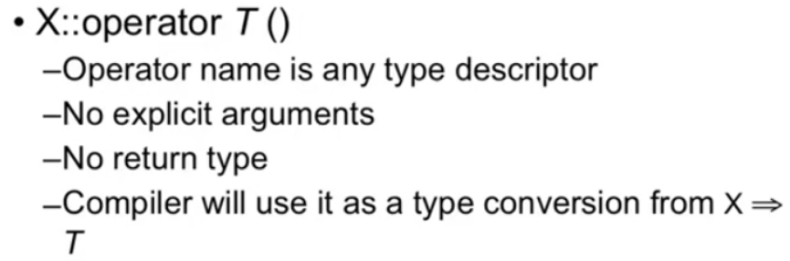 • X::operator T ()
–Operator name is any type descriptor
–No explicit arguments
–No return type
–Compiler will use it as a type conversion from X ⇒
T